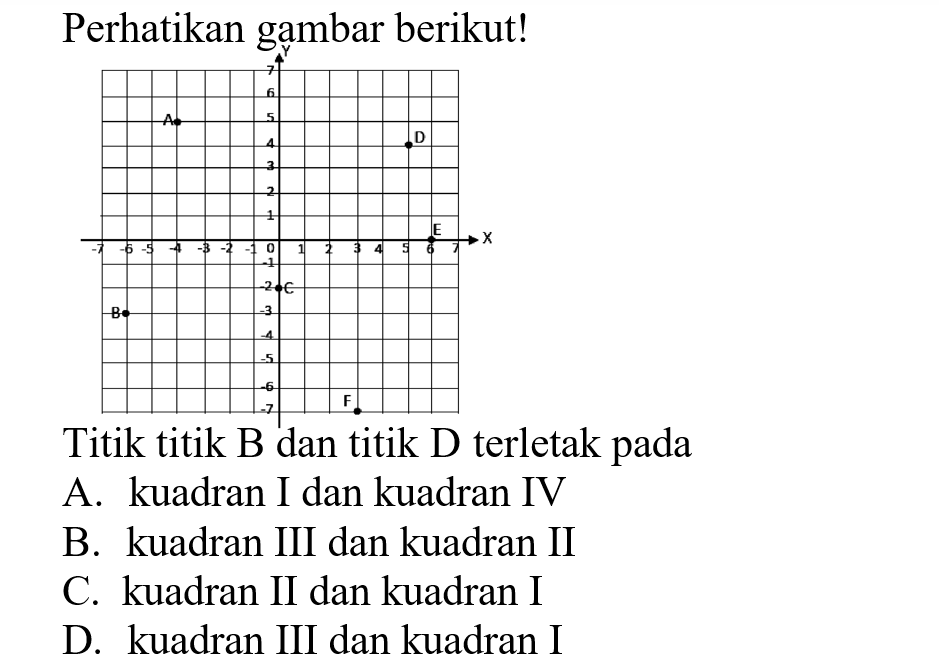 Perhatikan gambar berikut!
Y
7
6
A
5
D
4
3
2
1
E
X
-7 -6 -5 -4 -3 -2 -1 0 1 2 3 4 5 6 7
-1
-2 C
B
-3
-4
-5
-6
F
-7
Titik titik B dan titik D terletak pada
A. kuadran I dan kuadran IV
B. kuadran III dan kuadran II
C. kuadran II dan kuadran I
D. kuadran III dan kuadran I